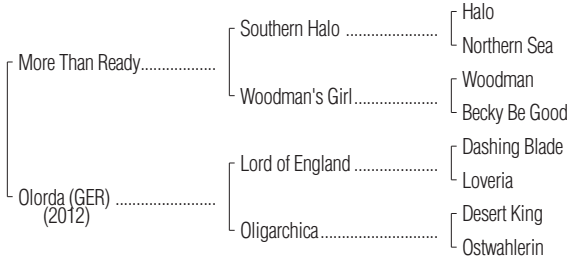 Halo
Southern Halo ....................
Northern Sea
More Than Ready................
Woodman
Woodman's Girl..................
Becky Be Good
Dashing Blade
Lord of England ..................
Loveria
Olorda (GER) .....................
(2012)
Desert King
Oligarchica.........................
Ostwahlerin